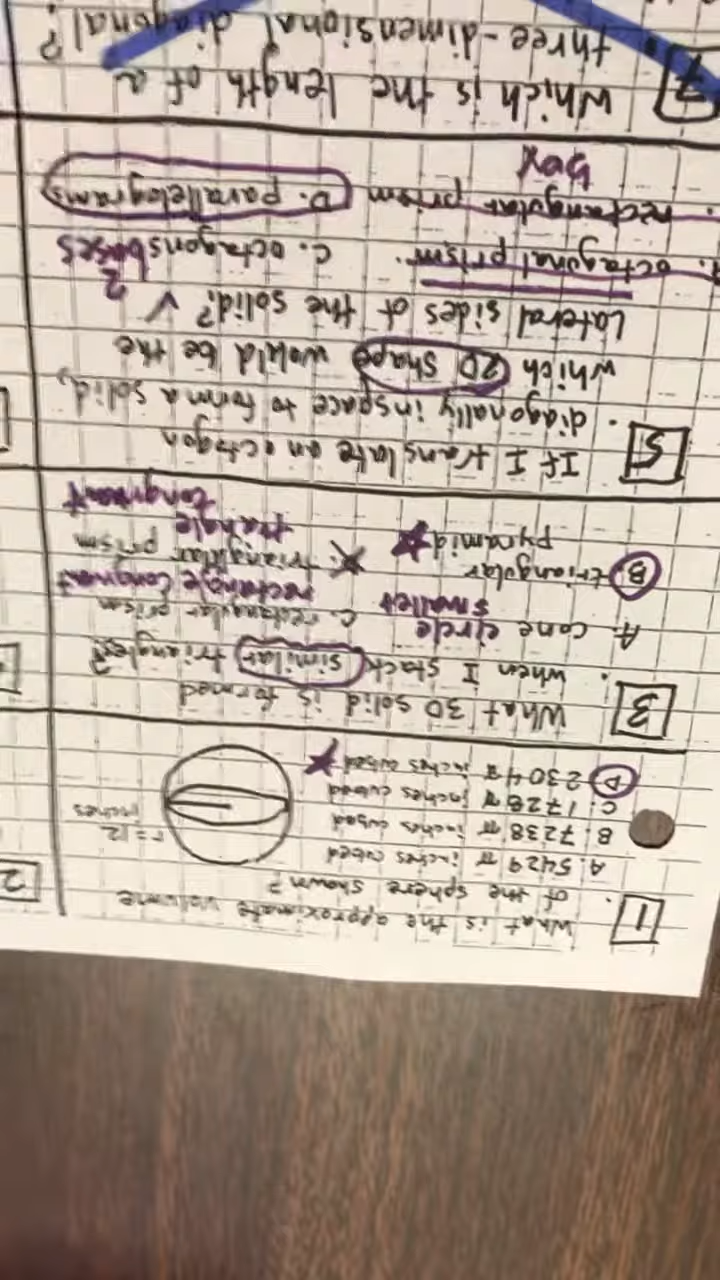 1. What is the approximate volume
of the sphere shown?
A. 5429 π inches cubed
B. 7238 π inches cubed
C. 1728 π inches cubed
D. 2304 π inches cubed
r = 12
inches
2
3. What 3D solid is formed
when I stack similar triangles?
A. cone circle
smaller
C. rectangular prism
rectangle congruent
B. triangular
pyramid
triangular prism
triangle
congruent
5. If I translate an octagon
diagonally in space to form a solid,
which 2D shape would be the
lateral sides of the solid?
octagonal prism
C. octagons bases
2
rectangular prism
box
D. parallelograms
7. Which is the length of a
three-dimensional diagonal?